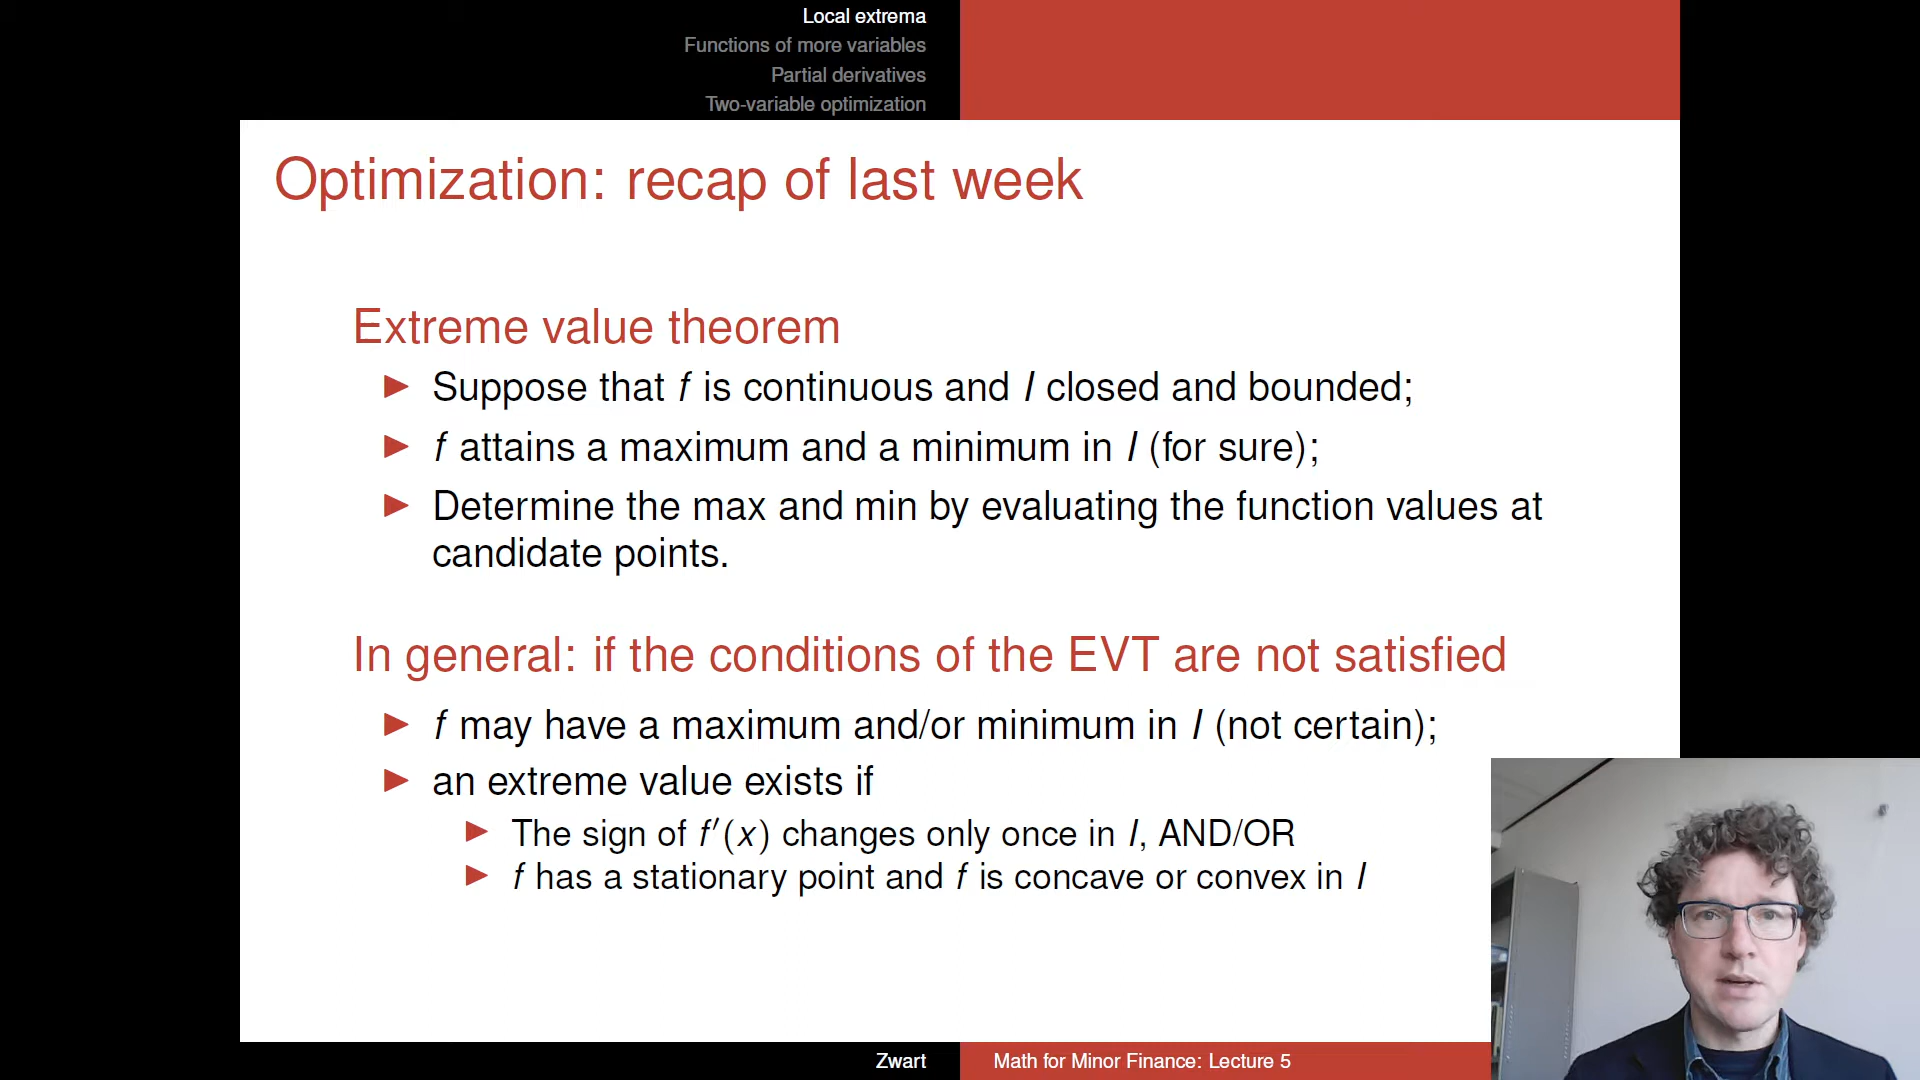 Local extrema
Functions of more variables
Partial derivatives
Two-variable optimization
Optimization: recap of last week
Extreme value theorem
▶ Suppose that f is continuous and I closed and bounded;
▶ f attains a maximum and a minimum in I (for sure);
▶ Determine the max and min by evaluating the function values at
candidate points.
In general: if the conditions of the EVT are not satisfied
▶ f may have a maximum and/or minimum in I (not certain);
▶ an extreme value exists if
▶ The sign of f′(x) changes only once in I, AND/OR
▶ f has a stationary point and f is concave or convex in I
Zwart
Math for Minor Finance: Lecture 5